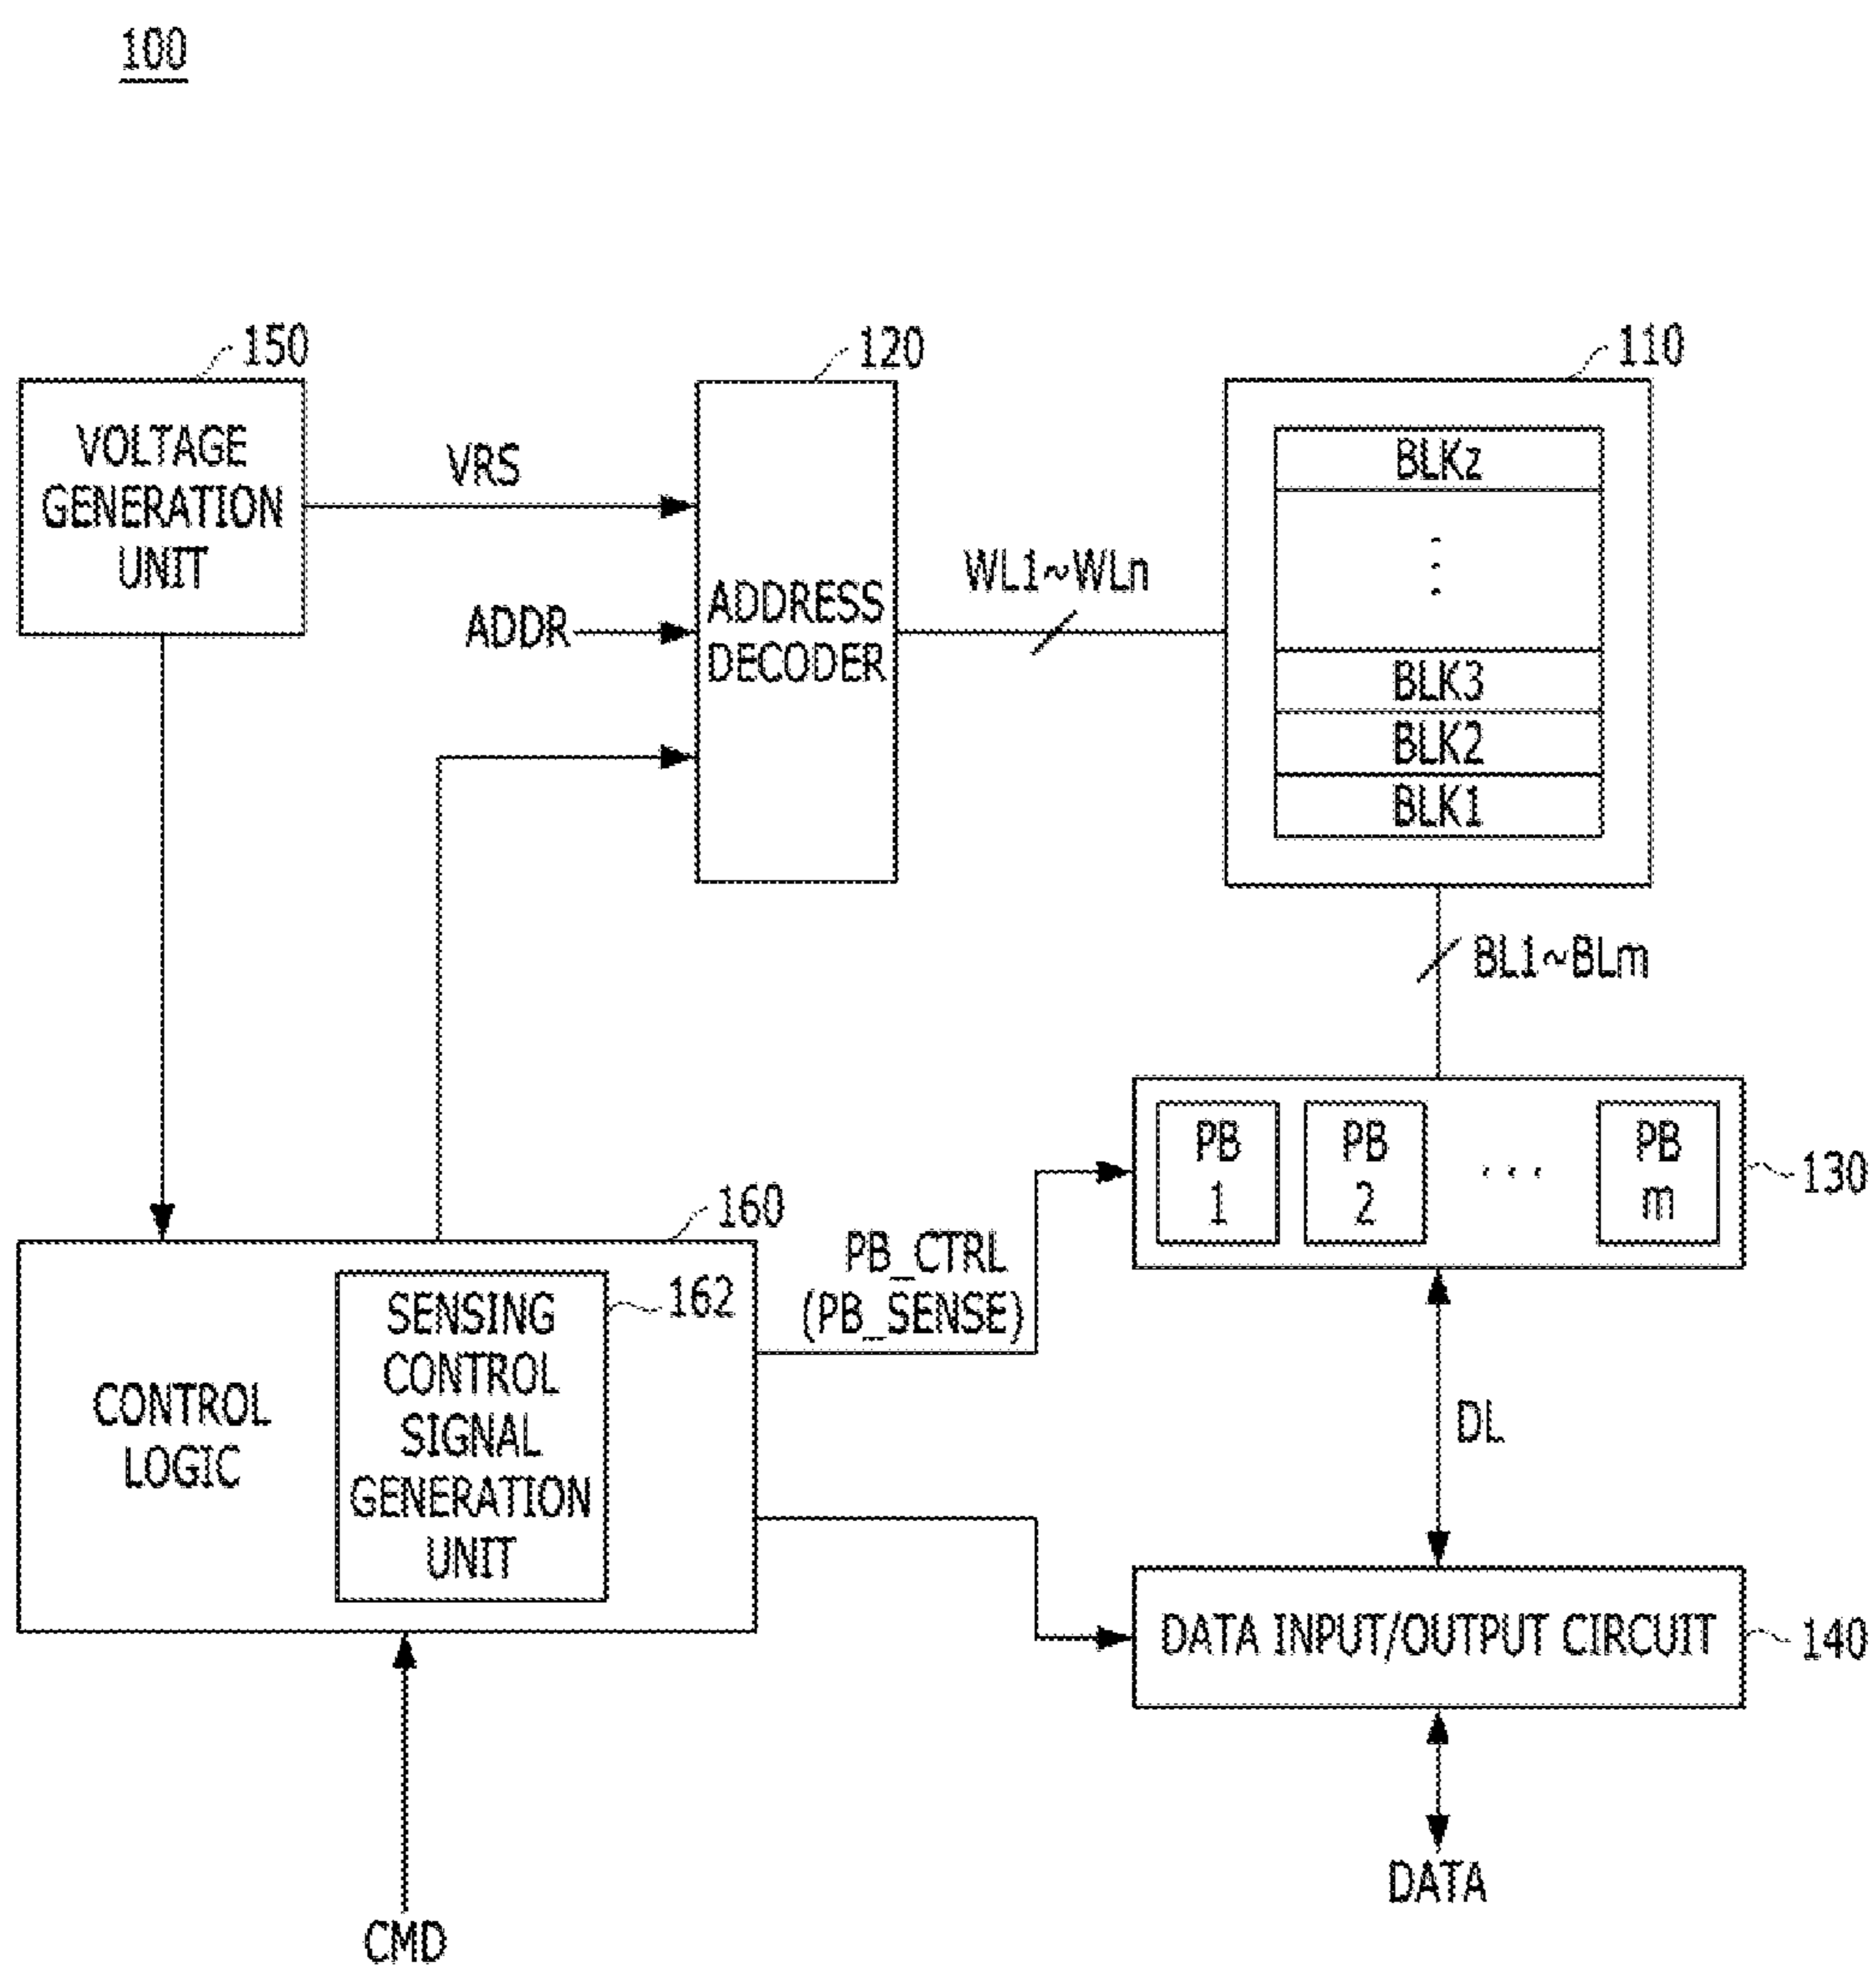 100
150
VOLTAGE
GENERATION
UNIT
VRS
ADDR
120
ADDRESS
DECODER
WL1~WLn
110
BLKz
⋮
BLK3
BLK2
BLK1
BL1~BLm
PB
1
PB
2
· · ·
PB
m
130
160
CONTROL
LOGIC
162
SENSING
CONTROL
SIGNAL
GENERATION
UNIT
PB_CTRL
(PB_SENSE)
DL
DATA INPUT/OUTPUT CIRCUIT
140
DATA
CMD